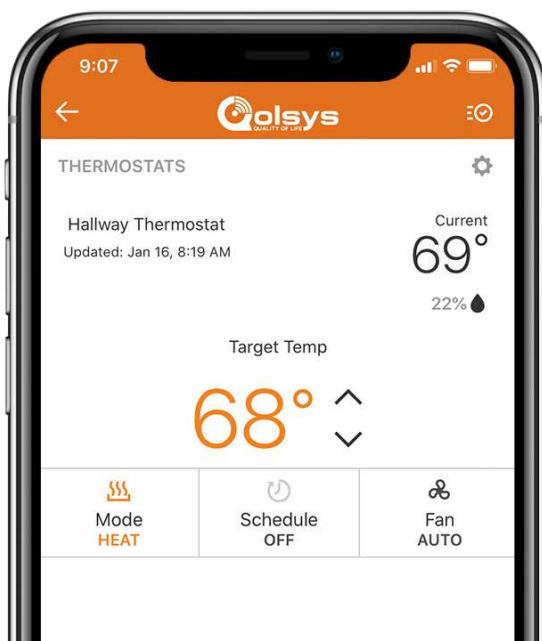 9:07
Qolsys
QUALITY OF LIFE
THERMOSTATS
Hallway Thermostat
Updated: Jan 16, 8:19 AM
Current
69°
22%
Target Temp
68°
Mode
HEAT
Schedule
OFF
Fan
AUTO